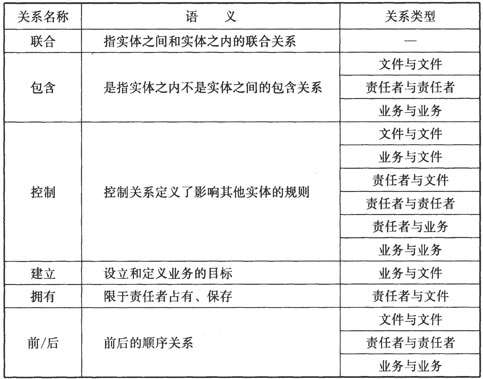 关系名称 语 义 关系类型
联合 指实体之间和实体之内的联合关系 —
文件与文件
包含 是指实体之内不是实体之间的包含关系 责任者与责任者
业务与业务
文件与文件
业务与文件
责任者与文件
控制 控制关系定义了影响其他实体的规则
责任者与责任者
责任者与业务
业务与业务
建立 设立和定义业务的目标 业务与文件
拥有 限于责任者占有、保存 责任者与文件
文件与文件
前/后 前后的顺序关系 责任者与责任者
业务与业务